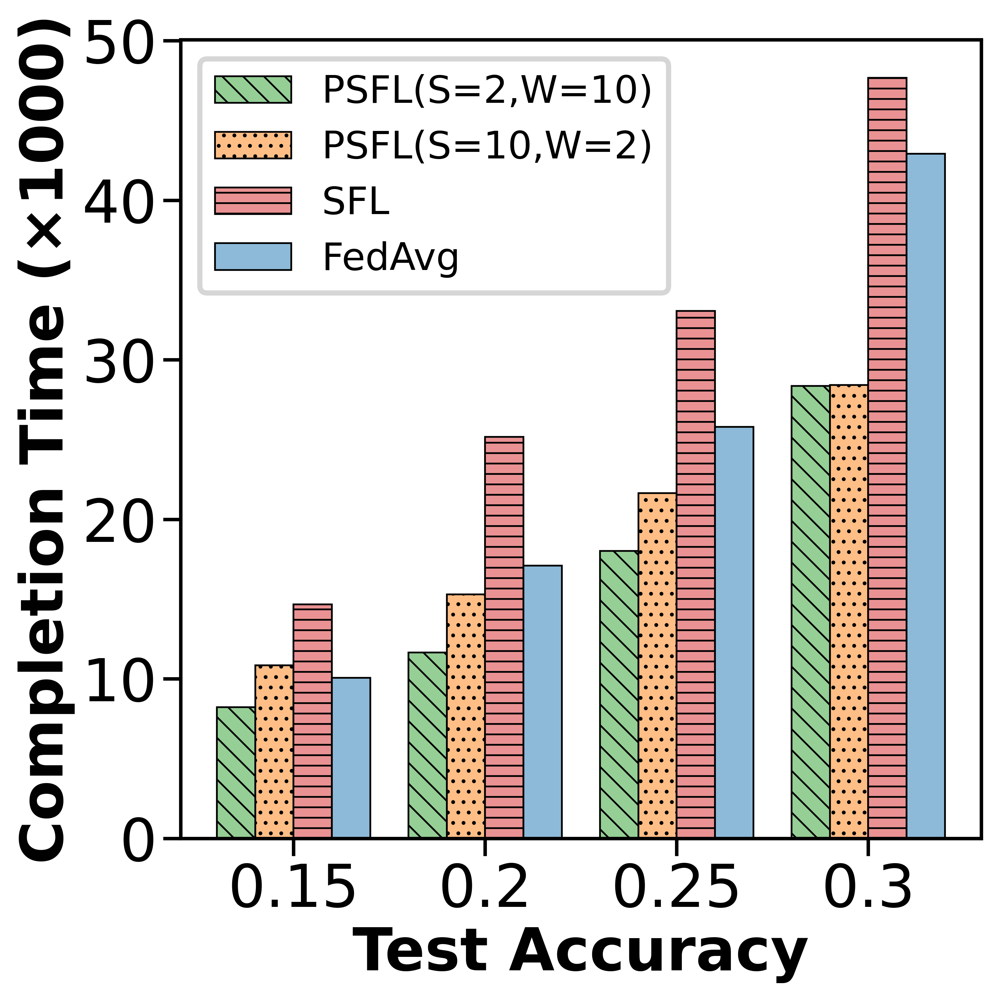 Completion Time (×1000)
50
40
30
20
10
0
PSFL(S=2,W=10)
PSFL(S=10,W=2)
SFL
FedAvg
0.15 0.2 0.25 0.3
Test Accuracy